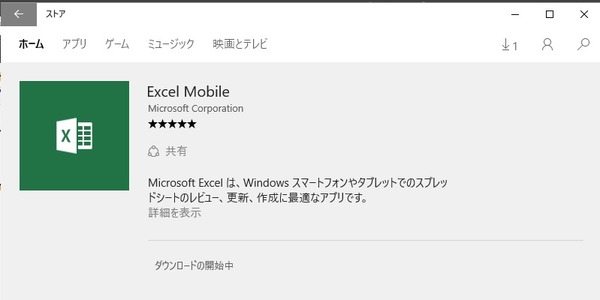 ストア
ホーム アプリ ゲーム ミュージック 映画とテレビ
1
Excel Mobile
Microsoft Corporation
★★★★★
共有
Microsoft Excel は、Windows スマートフォンやタブレットでのスプレッ
ドシートのレビュー、更新、作成に最適なアプリです。
詳細を表示
ダウンロードの開始中